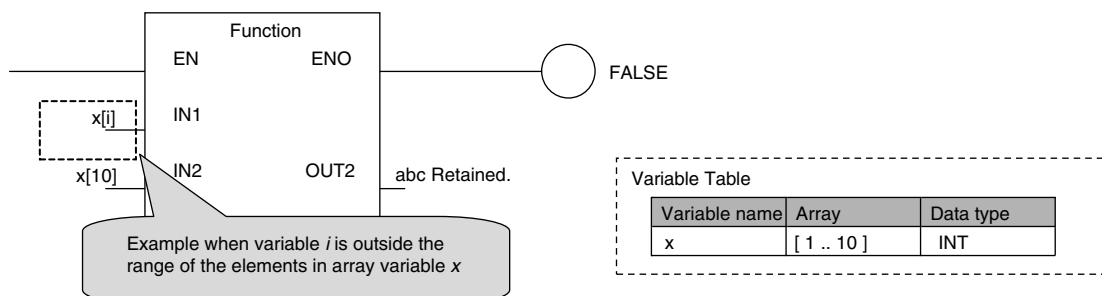 Function
EN ENO
FALSE
x[i] IN1
x[10] IN2 OUT2 abc Retained.
Example when variable i is outside the
range of the elements in array variable x
Variable Table
Variable name Array Data type
x [ 1 .. 10 ] INT